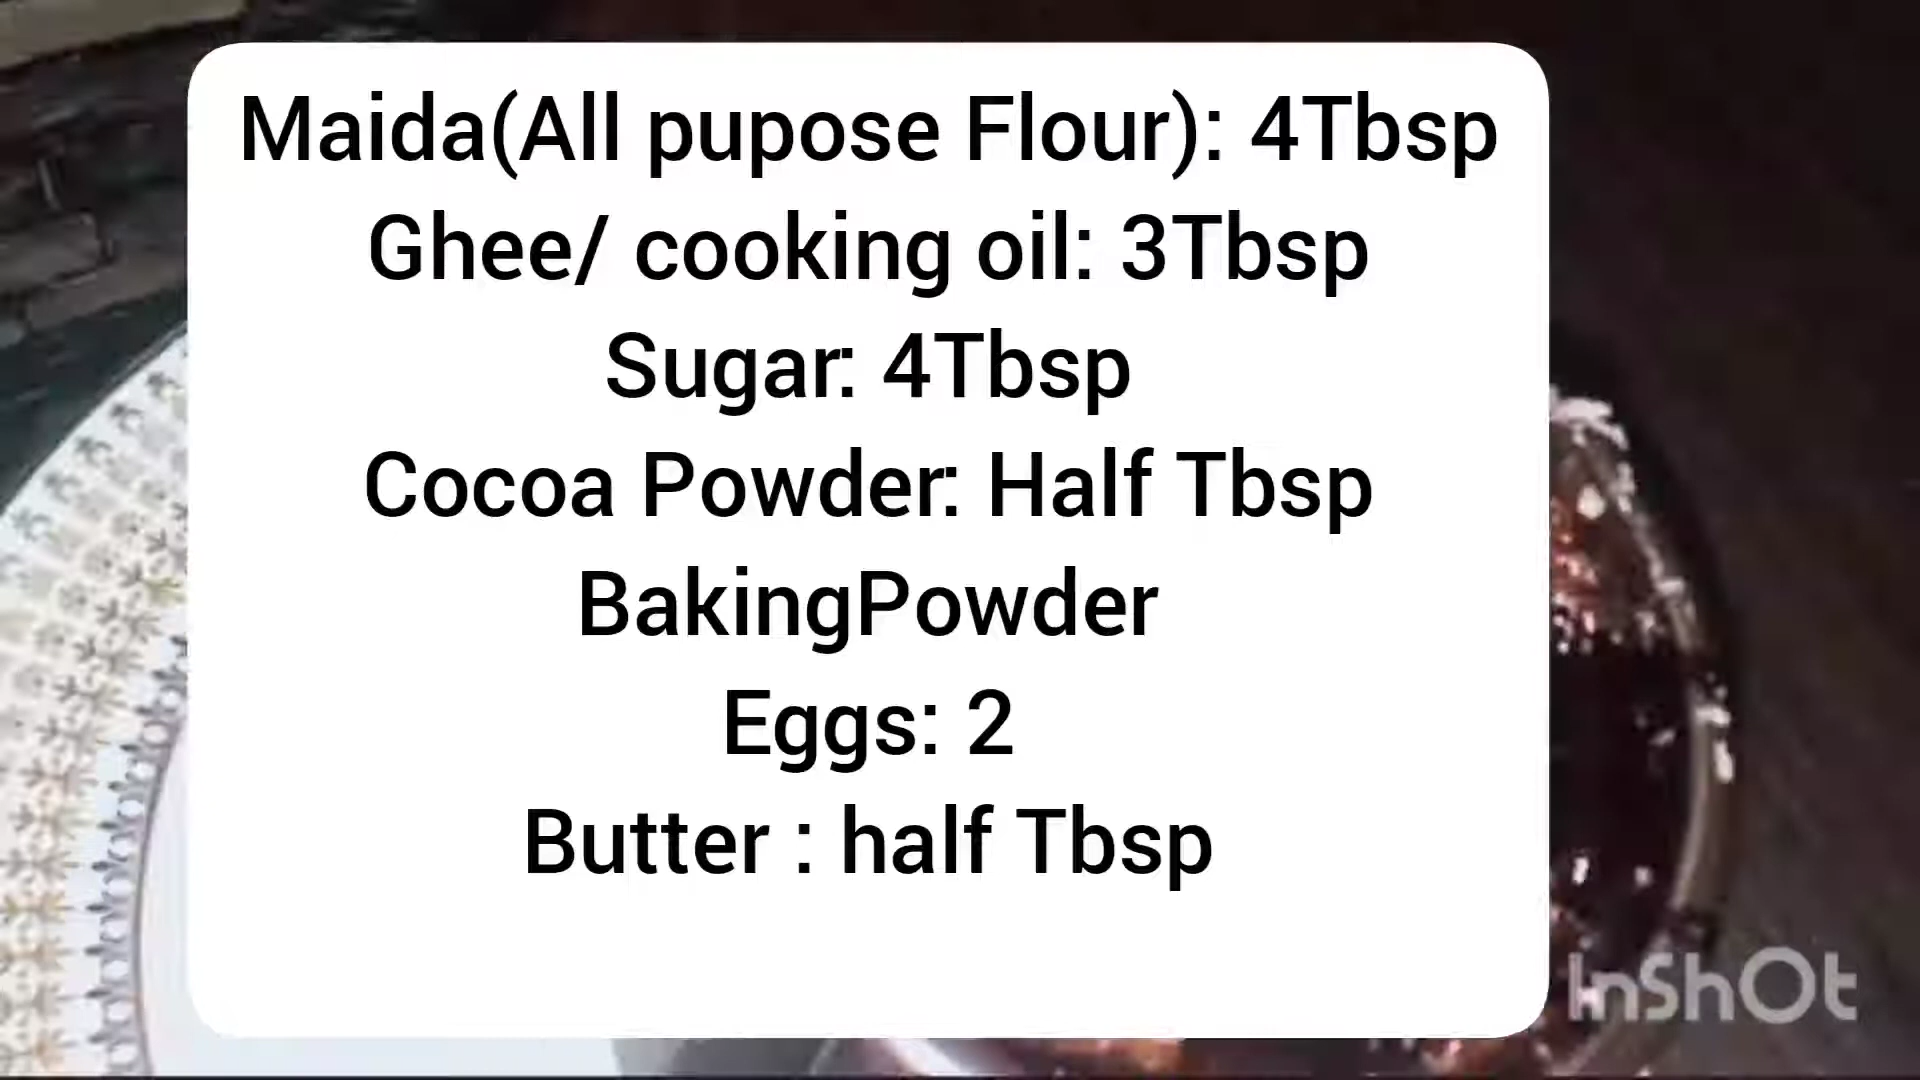 Maida(All pupose Flour): 4Tbsp
Ghee/ cooking oil: 3Tbsp
Sugar: 4Tbsp
Cocoa Powder: Half Tbsp
BakingPowder
Eggs: 2
Butter : half Tbsp
InShOt